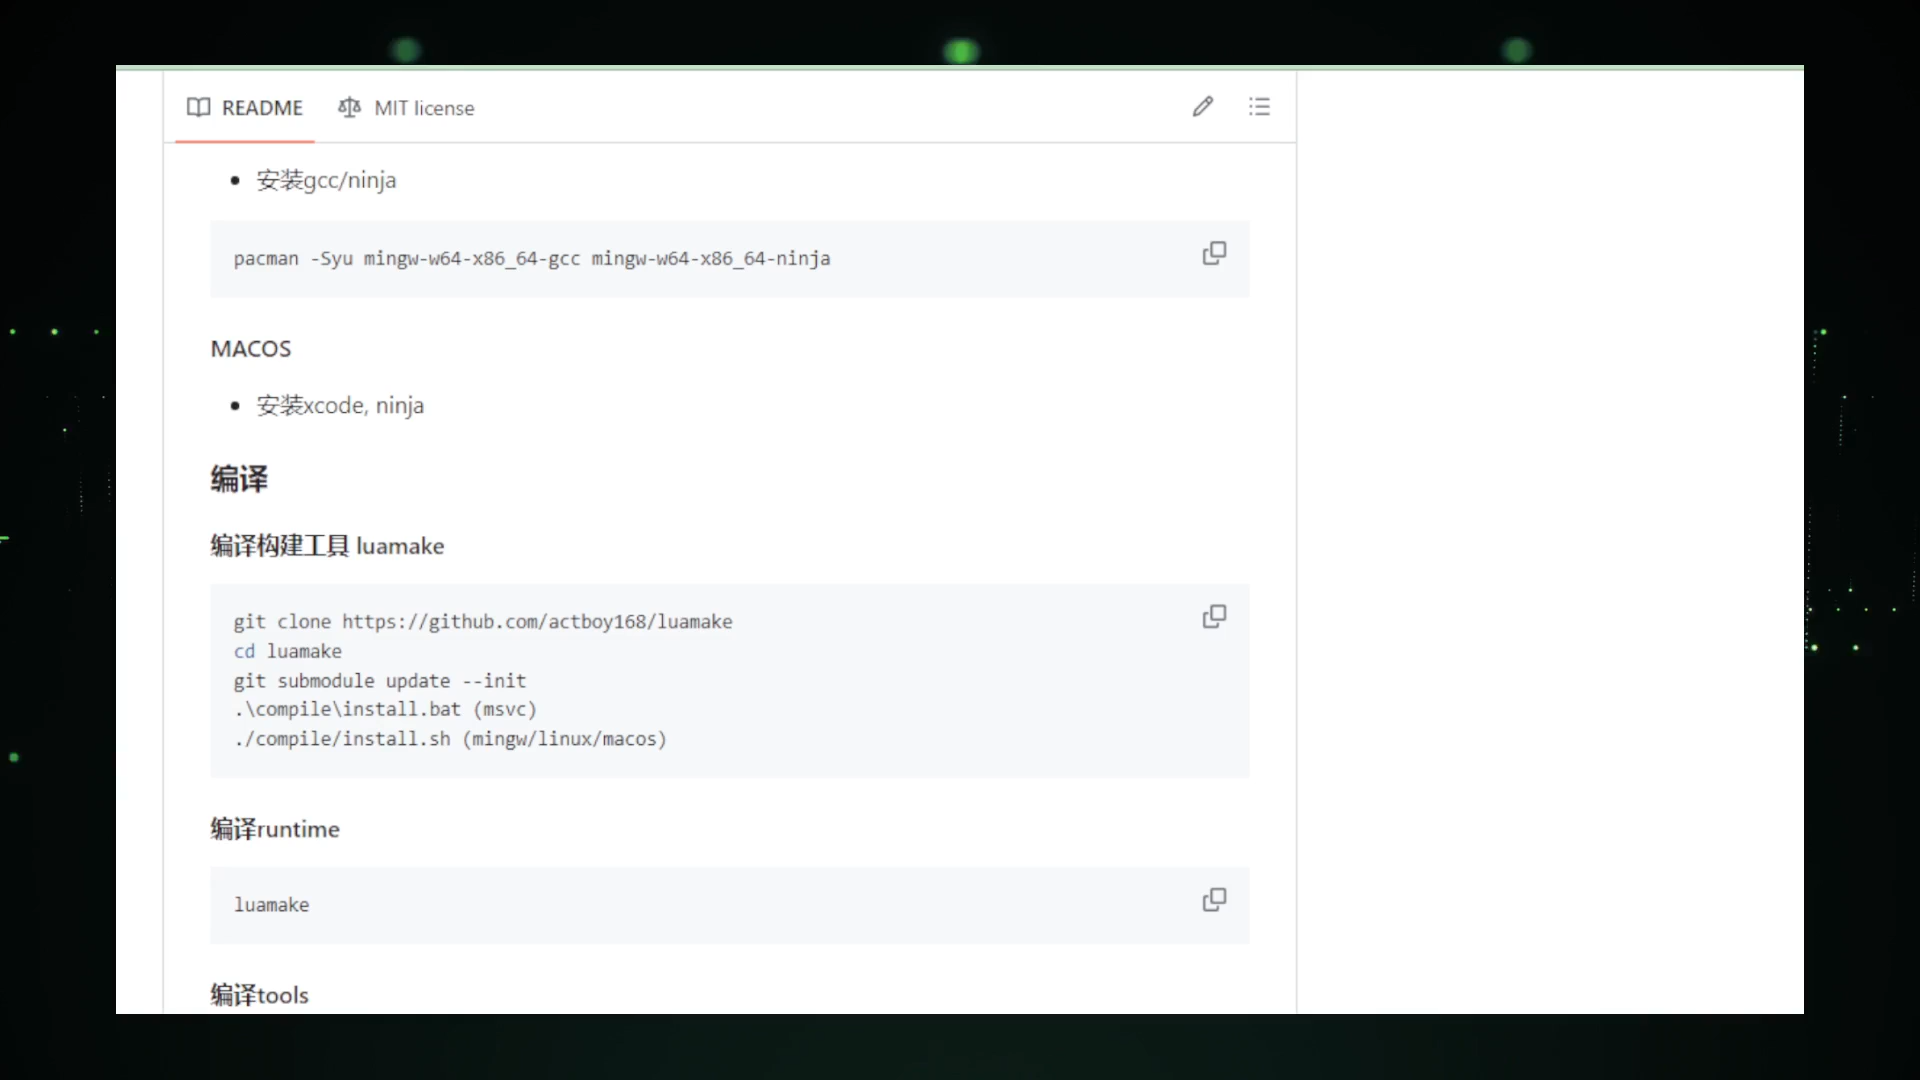 README MIT license
安装gcc/ninja
pacman -Syu mingw-w64-x86_64-gcc mingw-w64-x86_64-ninja
MACOS
安装xcode, ninja
编译
编译构建工具 luamake
git clone https://github.com/actboy168/luamake
cd luamake
git submodule update --init
.\compile\install.bat (msvc)
./compile/install.sh (mingw/linux/macos)
编译runtime
luamake
编译tools